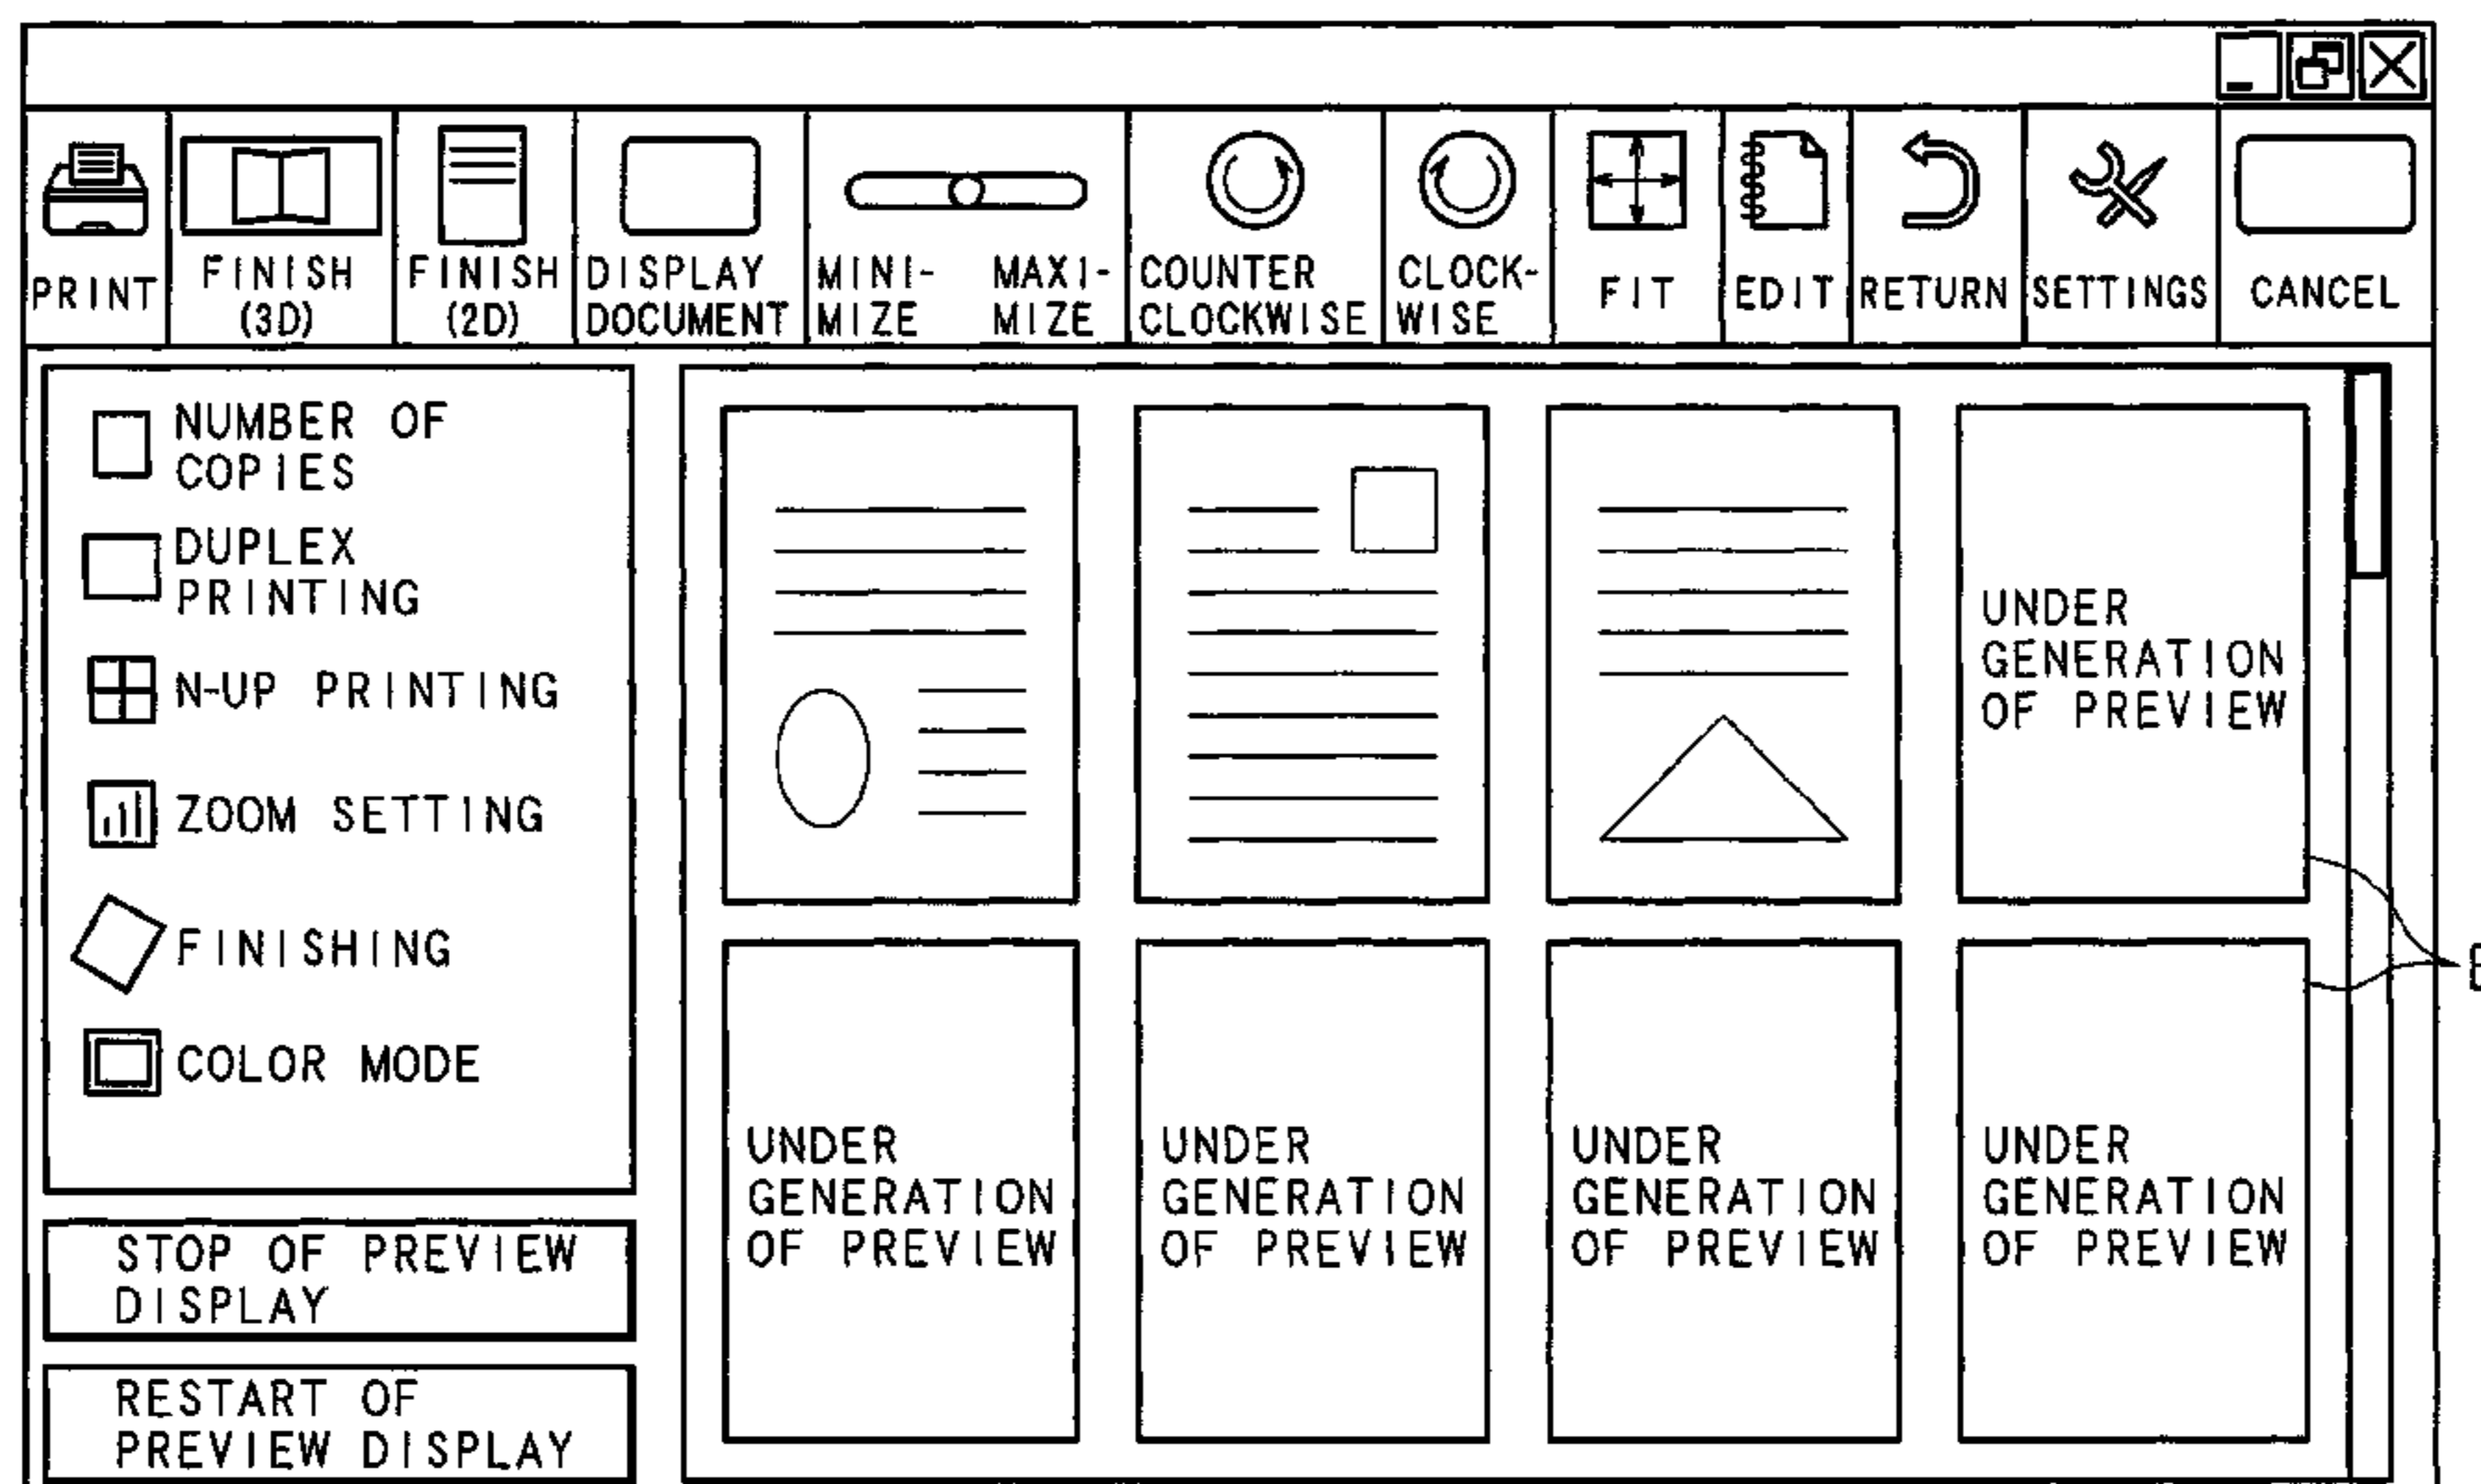 PRINT
FINISH
(3D)
FINISH
(2D)
DISPLAY
DOCUMENT
MINI-
MIZE
MAXI-
MIZE
COUNTER
CLOCKWISE
CLOCK-
WISE
FIT
EDIT
RETURN
SETTINGS
CANCEL
NUMBER OF
COPIES
DUPLEX
PRINTING
N-UP PRINTING
ZOOM SETTING
FINISHING
COLOR MODE
STOP OF PREVIEW
DISPLAY
RESTART OF
PREVIEW DISPLAY
UNDER
GENERATION
OF PREVIEW
UNDER
GENERATION
OF PREVIEW
UNDER
GENERATION
OF PREVIEW
UNDER
GENERATION
OF PREVIEW
UNDER
GENERATION
OF PREVIEW